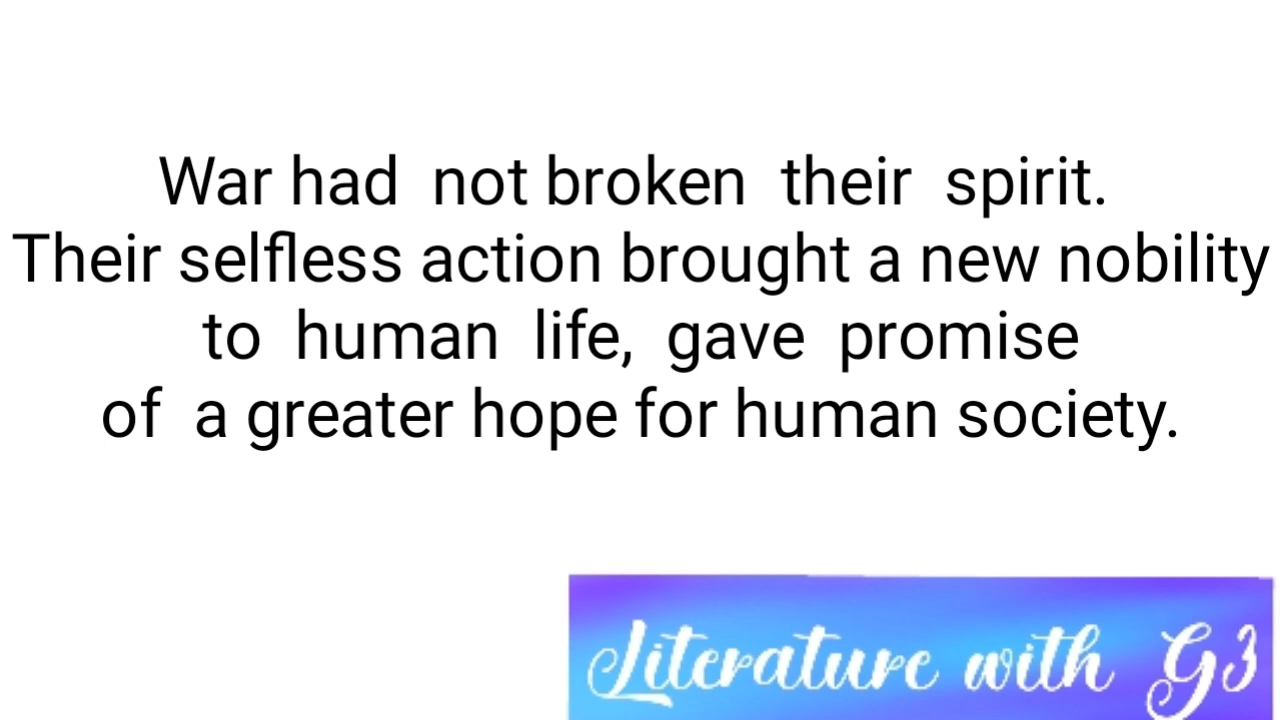 War had not broken their spirit.
Their selfless action brought a new nobility
to human life, gave promise
of a greater hope for human society.
Literature with G3